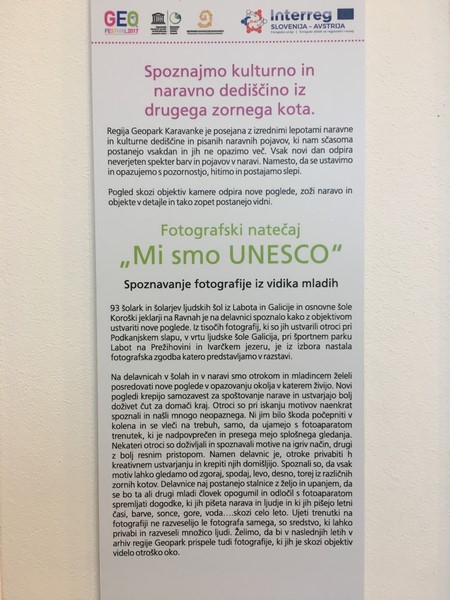 GEO
FESTIVAL2017
Interreg
SLOVENIJA - AVSTRIJA
Spoznajmo kulturno in
naravno dediščino iz
drugega zornega kota.
Regija Geopark Karavanke je posejana z izrednimi lepotami naravne
in kulturne dediščine in pisanih naravnih pojavov, ki nam sčasoma
postanejo vsakdan in jih ne opazimo več. Vsak novi dan odpira
neverjeten spekter barv in pojavov v naravi. Namesto, da se ustavimo
in opazujemo s pozornostjo, hitimo in postajamo slepi.
Pogled skozi objektiv kamere odpira nove poglede, zoži naravo in
objekte v detajle in tako zopet postanejo vidni.
Fotografski natečaj
„Mi smo UNESCO“
Spoznavanje fotografije iz vidika mladih
93 šolark in šolarjev ljudskih šol iz Labota in Galicije in osnovne šole
Koroški jeklarji na Ravnah je na delavnici spoznalo kako z objektivom
ustvariti nove poglede. Iz tisočih fotografij, ki so jih ustvarili otroci pri
Podkanjskem slapu, v vrtu ljudske šole Galicija, pri športnem parku
Labot na Prežihovini in Ivarčkem jezeru, je iz izbora nastala
fotografska zgodba katero predstavljamo v razstavi.
Na delavnicah v šolah in v naravi smo otrokom in mladincem želeli
posredovati nove poglede v opazovanju okolja v katerem živijo. Novi
pogledi krepijo samozavest za spoštovanje narave in ustvarjajo bolj
doživet čut za domači kraj. Otroci so pri iskanju motivov naenkrat
spoznali in našli mnogo neopaznega. Ni jim bilo škoda počepniti v
kolena in se vleči na trebuh, samo, da ujamejo s fotoaparatom
trenutek, ki je nadpovprečen in presega mejo splošnega gledanja.
Nekateri otroci so doživljali in spoznavali motive na igriv način, drugi
z bolj resnim pristopom. Namen delavnic je, otroke privabiti h
kreativnem ustvarjanju in krepiti njih domišljijo. Spoznali so, da vsak
motiv lahko gledamo od zgoraj, spodaj, levo, desno, torej iz različnih
zornih kotov. Delavnice naj postanejo stalnice z željo in upanjem, da
se bo ta ali drugi mladi človek opogumil in odločil s fotoaparatom
spremljati dogodke, ki jih pišeta narava in ljudje in ki jih pišejo letni
časi, barve, sonce, gore, voda….skozi celo leto. Ujeti trenutki na
fotografiji ne razveselijo le fotografa samega, so sredstvo, ki lahko
privabi in razveseli množico ljudi. Želimo, da bi v naslednjih letih v
arhiv regije Geopark prispele tudi fotografije, ki jih je skozi objektiv
videlo otroško oko.